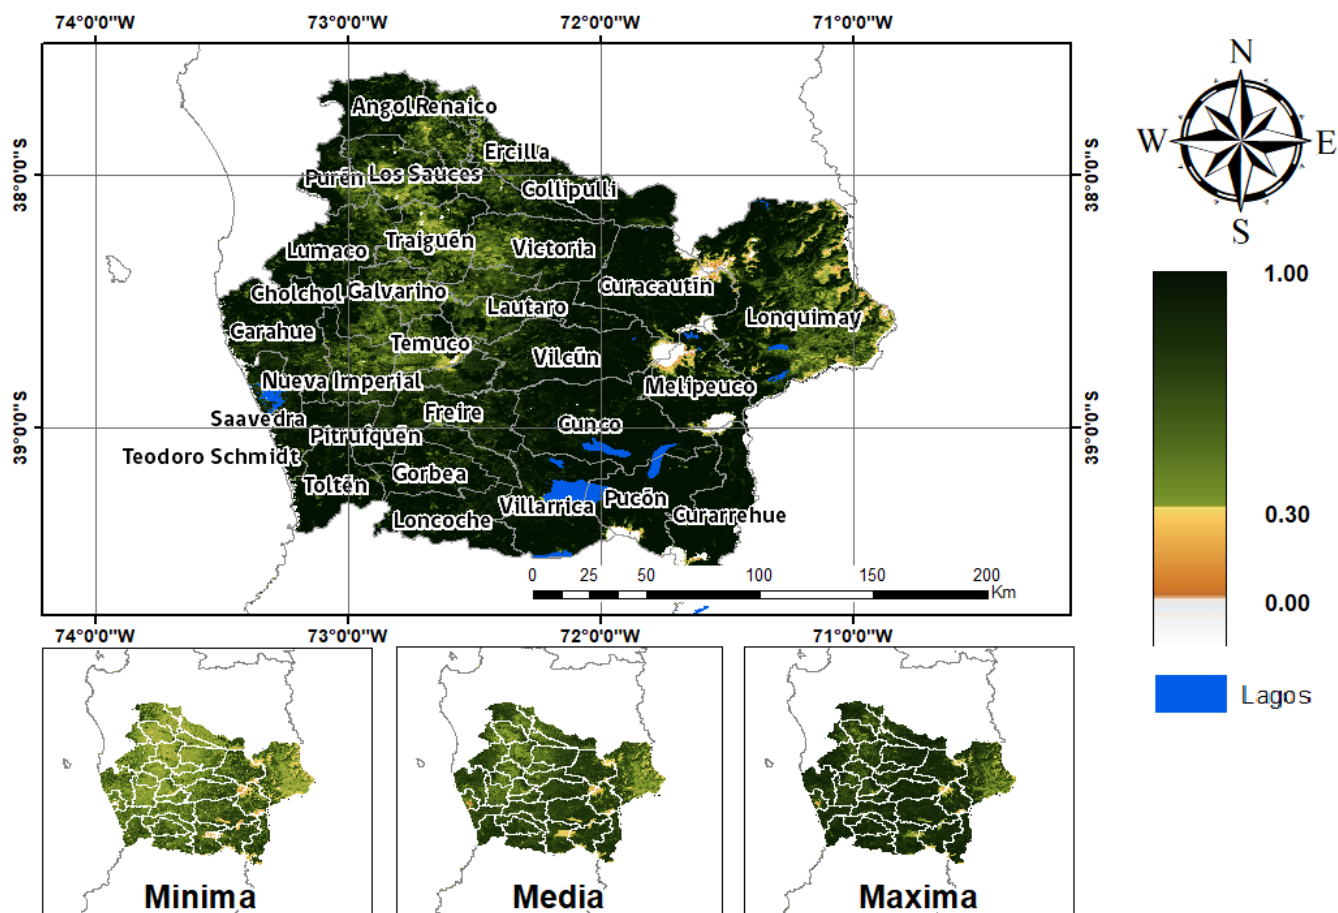 74°0'0"W 73°0'0"W 72°0'0"W 71°0'0"W
N
W E
S
38°0'0"S 38°0'0"S
39°0'0"S 39°0'0"S
Angol Renaico
Ercilla
Purén Los Sauces
Collipulli
Traiguén
Lumaco Victoria
Curacautín
Cholchol Galvarino
Lautaro
Lonquimay
Carahue
Temuco
Vilcún
Nueva Imperial Melipeuco
Saavedra Freire
Cunco
Pitrufquén
Teodoro Schmidt
Toltén Gorbea
Villarrica Pucón
Loncoche Curarrehue
0 25 50 100 150 200
Km
74°0'0"W 73°0'0"W 72°0'0"W 71°0'0"W
1.00
0.30
0.00
Lagos
Minima Media Maxima